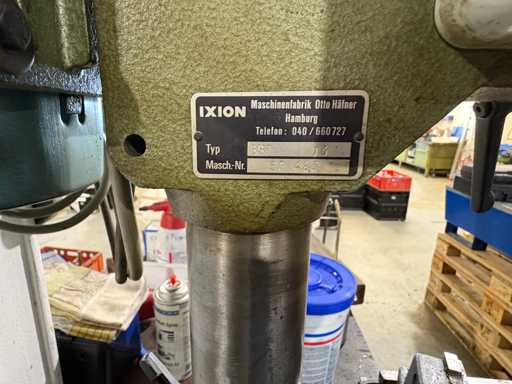 IXION Maschinenfabrik Otto Häfner
Hamburg
Telefon: 040/660727
Typ
Masch.-Nr.